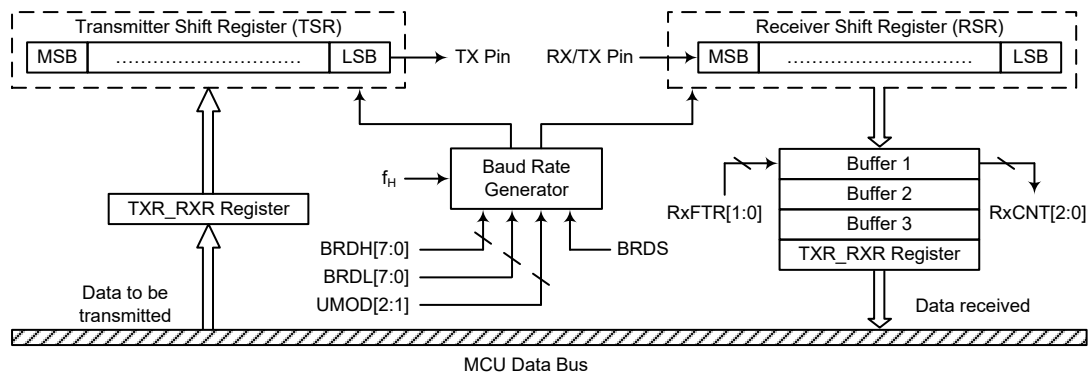 Transmitter Shift Register (TSR)
MSB ………………………… LSB
TX Pin
RX/TX Pin
Receiver Shift Register (RSR)
MSB ………………………… LSB
Baud Rate
Generator
fH
BRDH[7:0]
BRDL[7:0]
UMOD[2:1]
BRDS
TXR_RXR Register
Data to be
transmitted
Buffer 1
Buffer 2
Buffer 3
TXR_RXR Register
RxFTR[1:0]
RxCNT[2:0]
Data received
MCU Data Bus